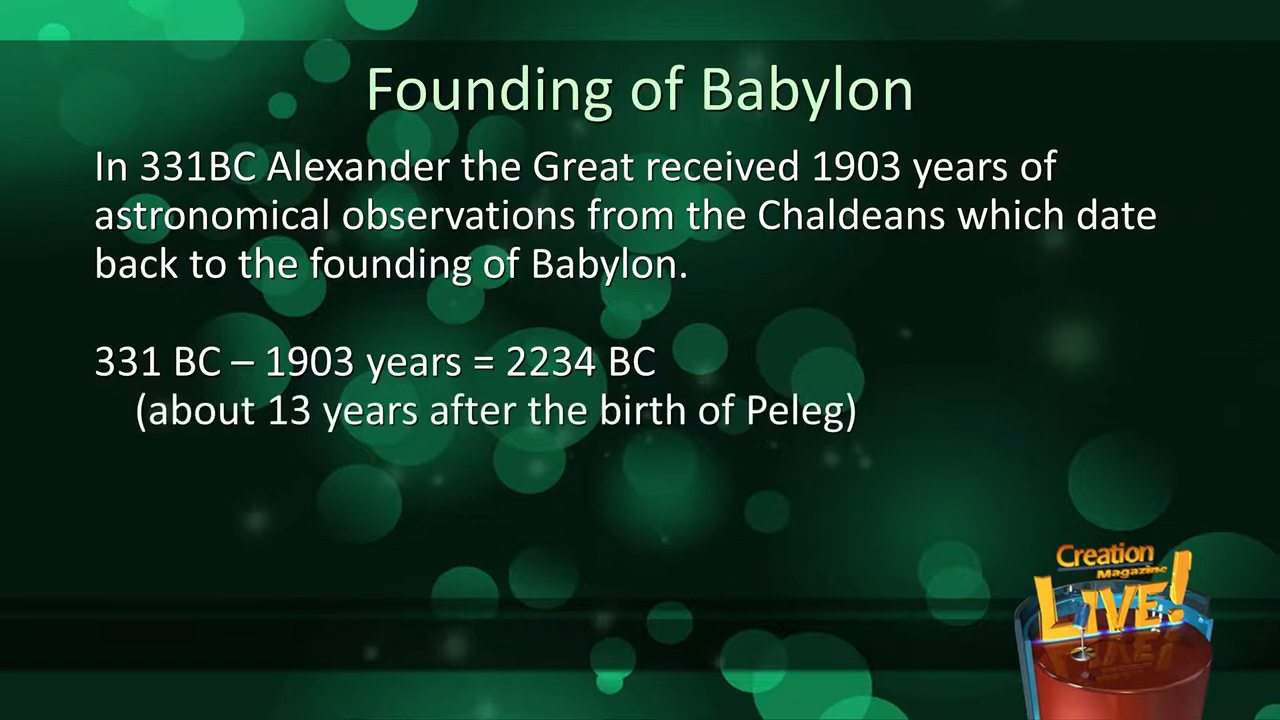 Founding of Babylon
In 331BC Alexander the Great received 1903 years of
astronomical observations from the Chaldeans which date
back to the founding of Babylon.
331 BC – 1903 years = 2234 BC
(about 13 years after the birth of Peleg)
Creation
Magazine
LIVE!